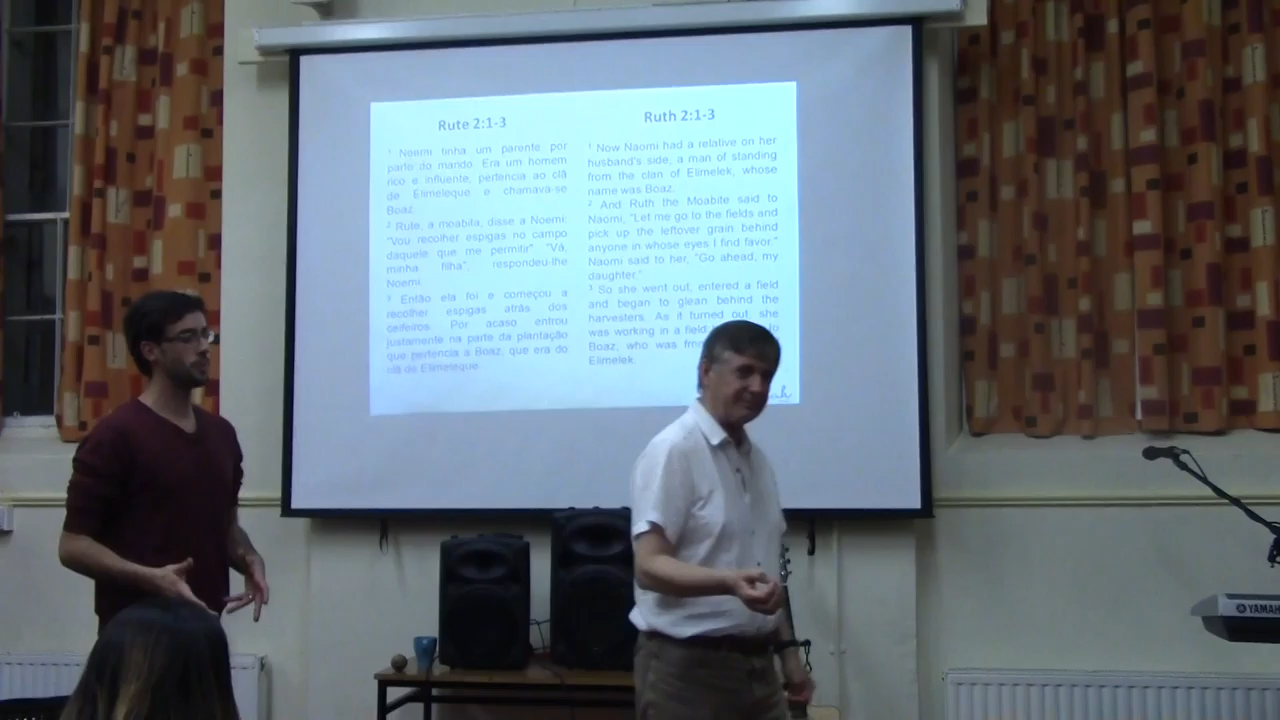 Rute 2:1-3
1 Noemi tinha um parente por
parte do marido. Era um homem
rico e influente, pertencia ao clã
de Elimeleque e chamava-se
Boaz.
2 Rute, a moabita, disse a Noemi:
"Vou recolher espigas no campo
daquele que me permitir". "Vá,
minha filha", respondeu-lhe
Noemi.
3 Então ela foi e começou a
recolher espigas atrás dos
ceifeiros. Por acaso entrou
justamente na parte da plantação
que pertencia a Boaz, que era do
clã de Elimeleque.
Ruth 2:1-3
1 Now Naomi had a relative on her
husband's side, a man of standing
from the clan of Elimelek, whose
name was Boaz.
2 And Ruth the Moabite said to
Naomi, "Let me go to the fields and
pick up the leftover grain behind
anyone in whose eyes I find favor."
Naomi said to her, "Go ahead, my
daughter."
3 So she went out, entered a field
and began to glean behind the
harvesters. As it turned out, she
was working in a field
Boaz, who was
Elimelek.
YAMAHA